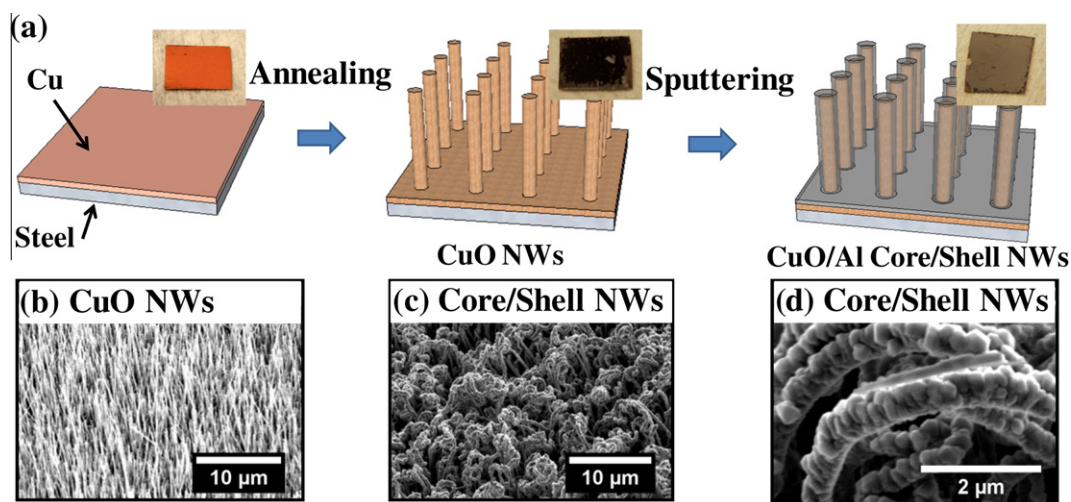 (a)
Cu
Annealing
Sputtering
Steel
CuO NWs
CuO/Al Core/Shell NWs
(b) CuO NWs
(c) Core/Shell NWs
(d) Core/Shell NWs
10 µm
10 µm
2 µm